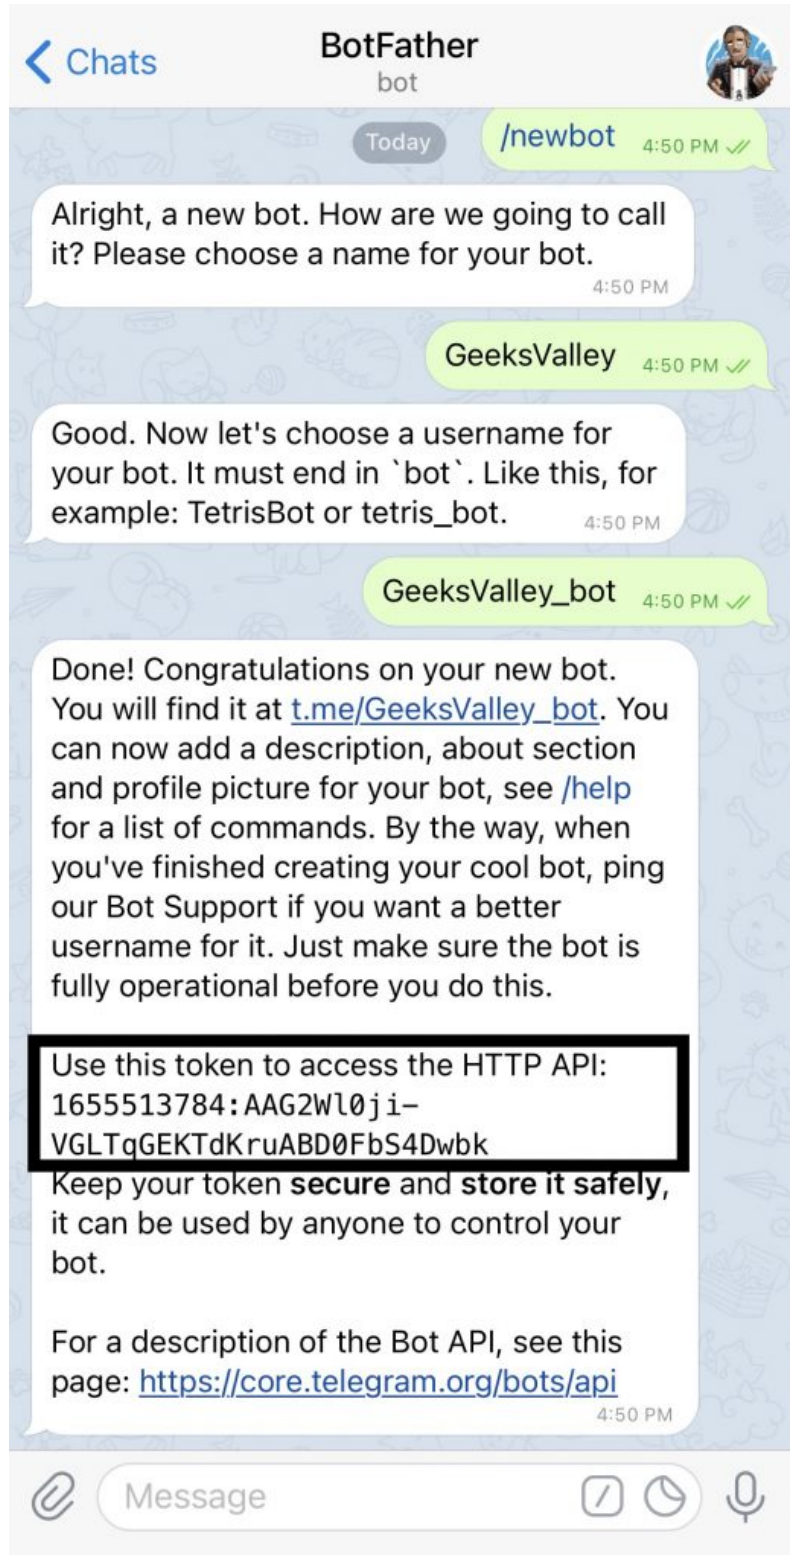 Chats
BotFather
bot
Today
/newbot 4:50 PM
Alright, a new bot. How are we going to call
it? Please choose a name for your bot.
4:50 PM
GeeksValley 4:50 PM
Good. Now let's choose a username for
your bot. It must end in `bot`. Like this, for
example: TetrisBot or tetris_bot. 4:50 PM
GeeksValley_bot 4:50 PM
Done! Congratulations on your new bot.
You will find it at t.me/GeeksValley_bot. You
can now add a description, about section
and profile picture for your bot, see /help
for a list of commands. By the way, when
you've finished creating your cool bot, ping
our Bot Support if you want a better
username for it. Just make sure the bot is
fully operational before you do this.
Use this token to access the HTTP API:
1655513784:AAG2Wl0ji-
VGLTqGEKTdKruABD0FbS4Dwbk
Keep your token secure and store it safely,
it can be used by anyone to control your
bot.
For a description of the Bot API, see this
page: https://core.telegram.org/bots/api
4:50 PM
Message